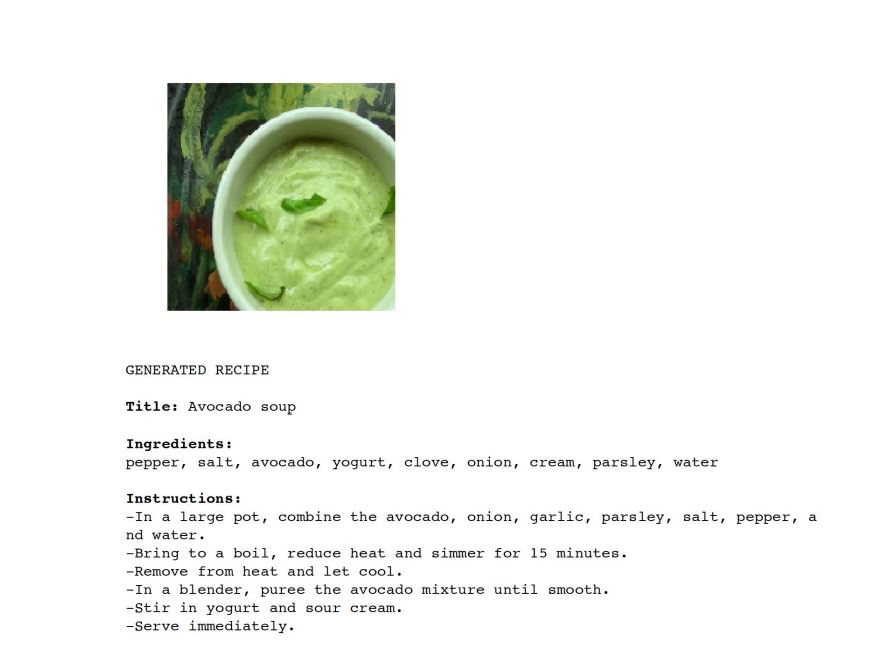 GENERATED RECIPE
Title: Avocado soup
Ingredients:
pepper, salt, avocado, yogurt, clove, onion, cream, parsley, water
Instructions:
-In a large pot, combine the avocado, onion, garlic, parsley, salt, pepper, a
nd water.
-Bring to a boil, reduce heat and simmer for 15 minutes.
-Remove from heat and let cool.
-In a blender, puree the avocado mixture until smooth.
-Stir in yogurt and sour cream.
-Serve immediately.